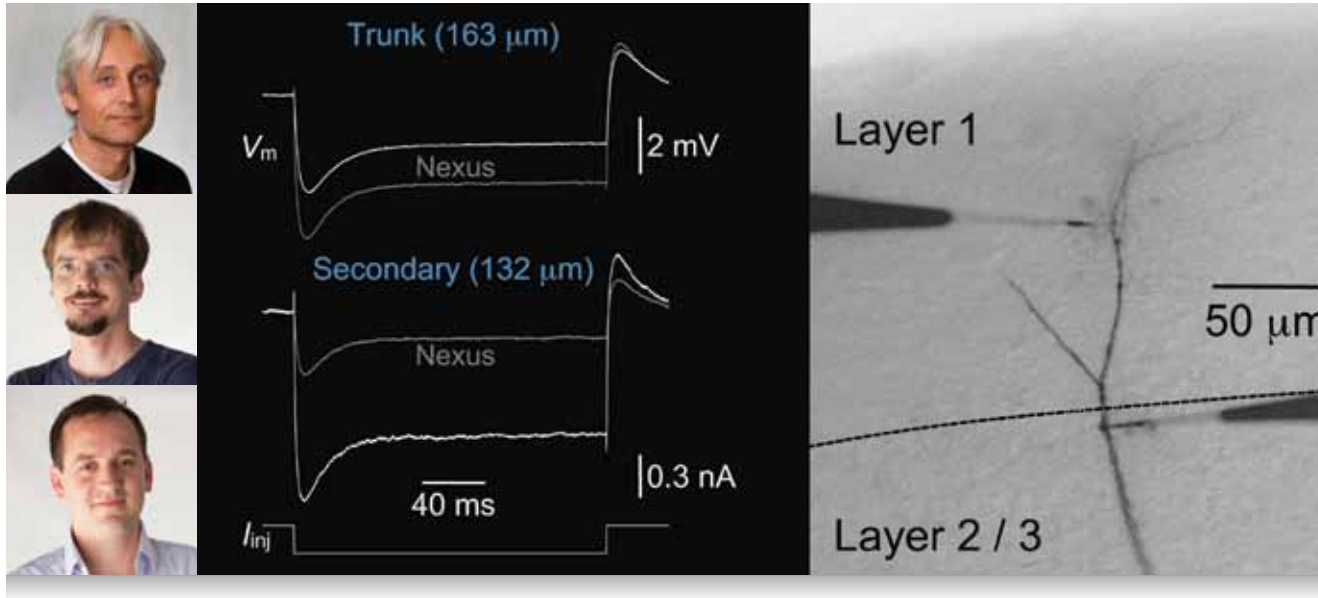 Trunk (163 μm)
Vm
2 mV
Nexus
Secondary (132 μm)
Nexus
0.3 nA
40 ms
Iinj
Layer 1
50 μm
Layer 2 / 3